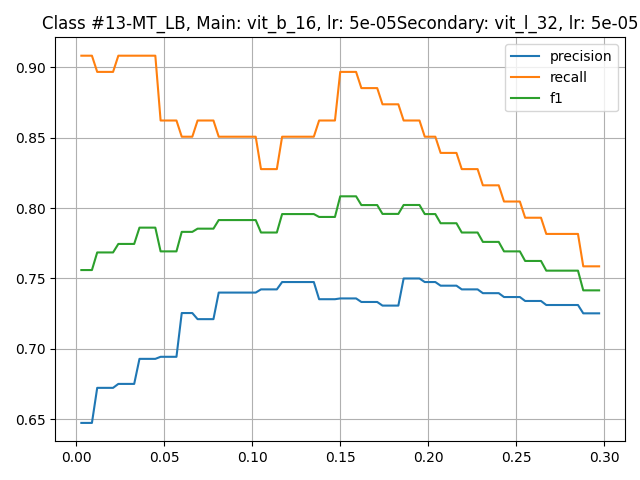 Class #13-MT_LB, Main: vit_b_16, lr: 5e-05Secondary: vit_l_32, lr: 5e-05
precision
recall
f1
0.90
0.85
0.80
0.75
0.70
0.65
0.00 0.05 0.10 0.15 0.20 0.25 0.30